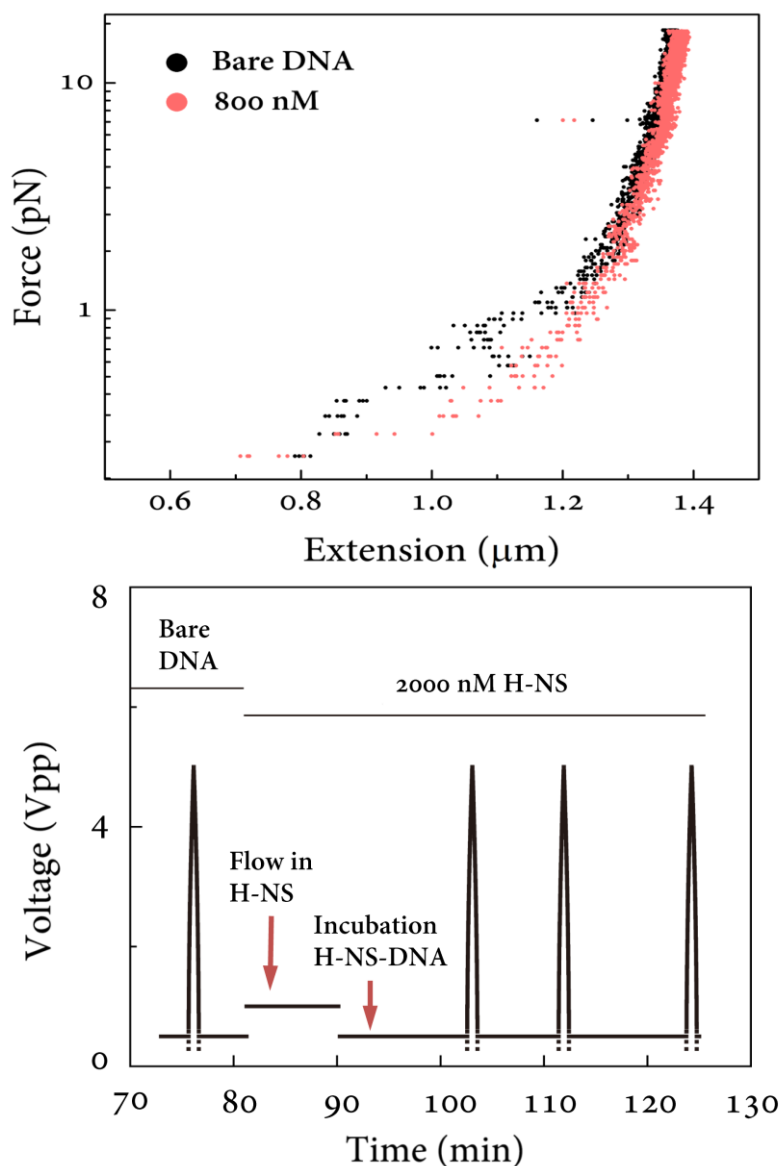 Bare DNA
800 nM
10
1
Force (pN)
0.6 0.8 1.0 1.2 1.4
Extension (μm)
8
4
0
Voltage (Vpp)
Bare
DNA
2000 nM H-NS
Flow in
H-NS
Incubation
H-NS-DNA
70 80 90 100 110 120 130
Time (min)